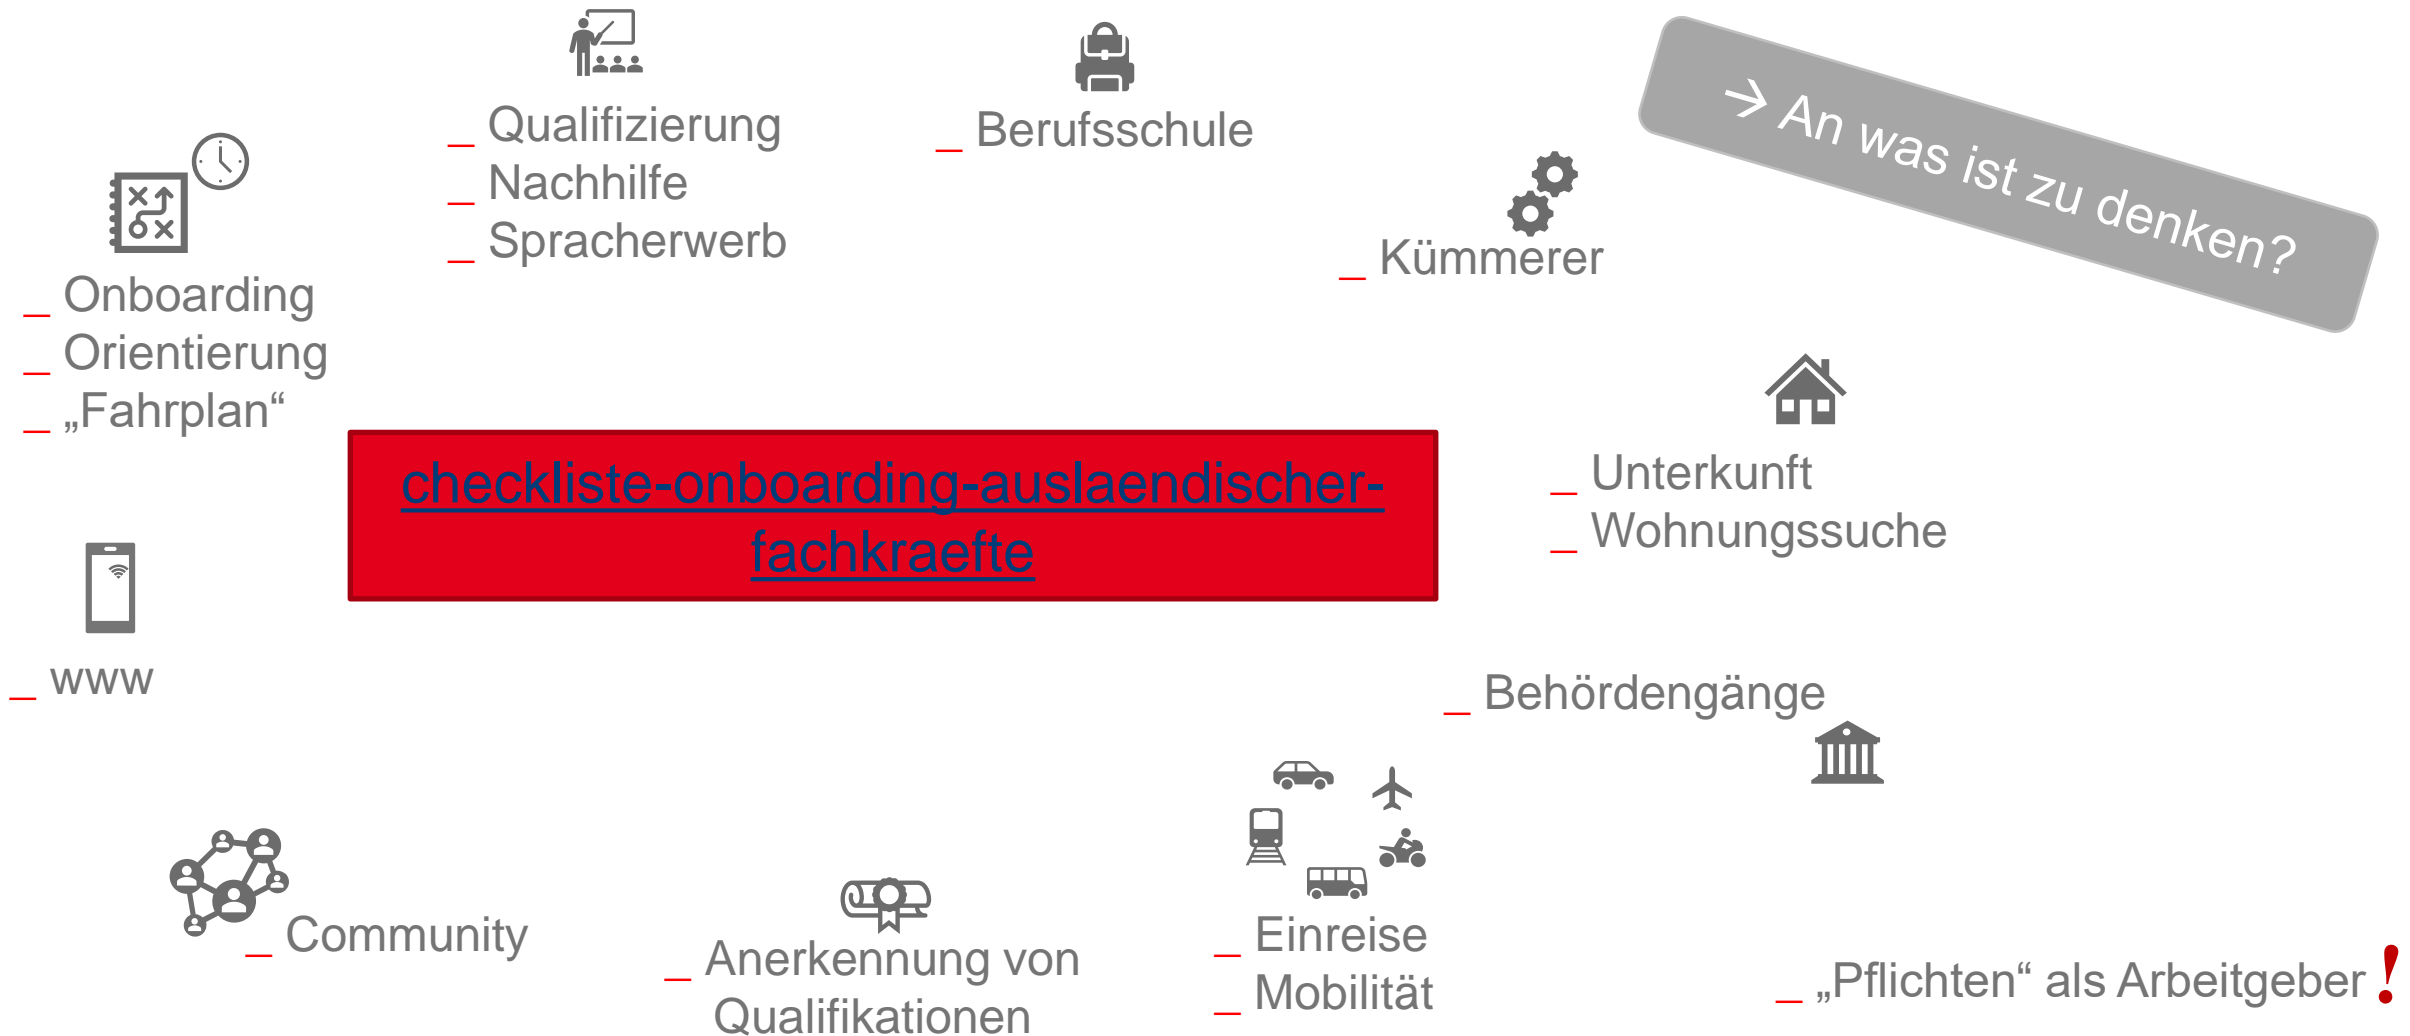 _ Qualifizierung
_ Nachhilfe
_ Spracherwerb
_ Berufsschule
→ An was ist zu denken?
_ Kümmerer
_ Onboarding
_ Orientierung
_ „Fahrplan“
checkliste-onboarding-auslaendischer-
fachkraefte
_ Unterkunft
_ Wohnungssuche
_ www
_ Behördengänge
_ Community
_ Anerkennung von
Qualifikationen
_ Einreise
_ Mobilität
_ „Pflichten“ als Arbeitgeber !